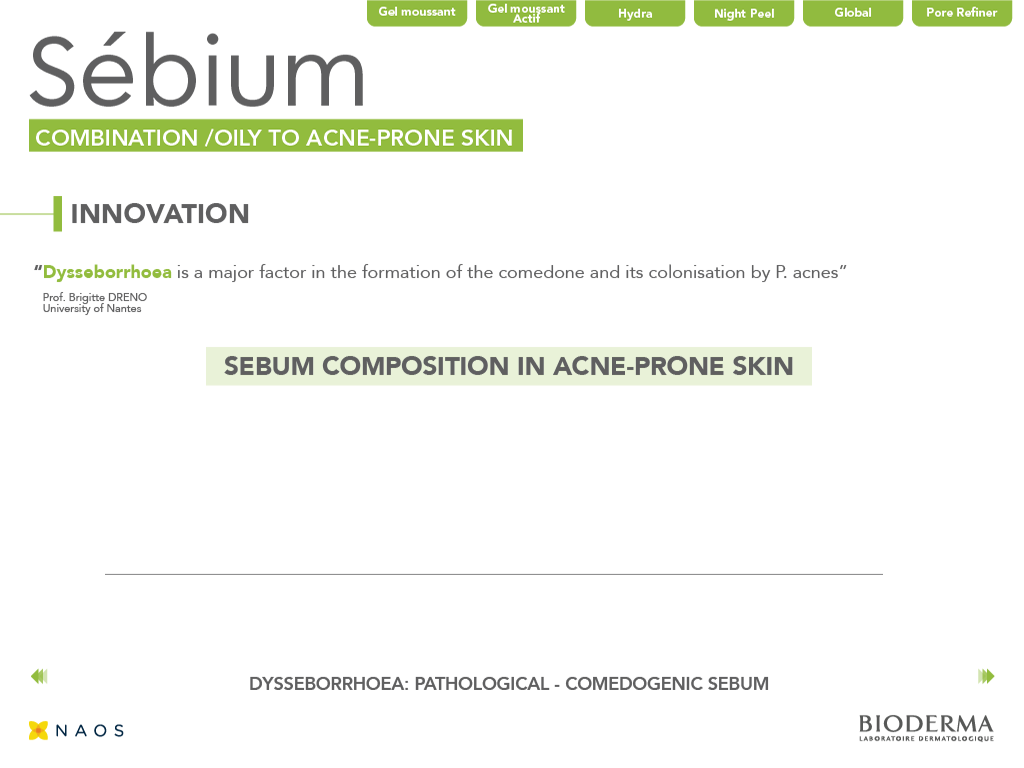 Gel moussant
Gel moussant
Actif
Hydra
Night Peel
Global
Pore Refiner
Sébium
COMBINATION /OILY TO ACNE-PRONE SKIN
INNOVATION
“Dysseborrhoea is a major factor in the formation of the comedone and its colonisation by P. acnes”
Prof. Brigitte DRENO
University of Nantes
SEBUM COMPOSITION IN ACNE-PRONE SKIN
DYSSEBORRHOEA: PATHOLOGICAL - COMEDOGENIC SEBUM
NAOS
BIODERMA
LABORATOIRE DERMATOLOGIQUE